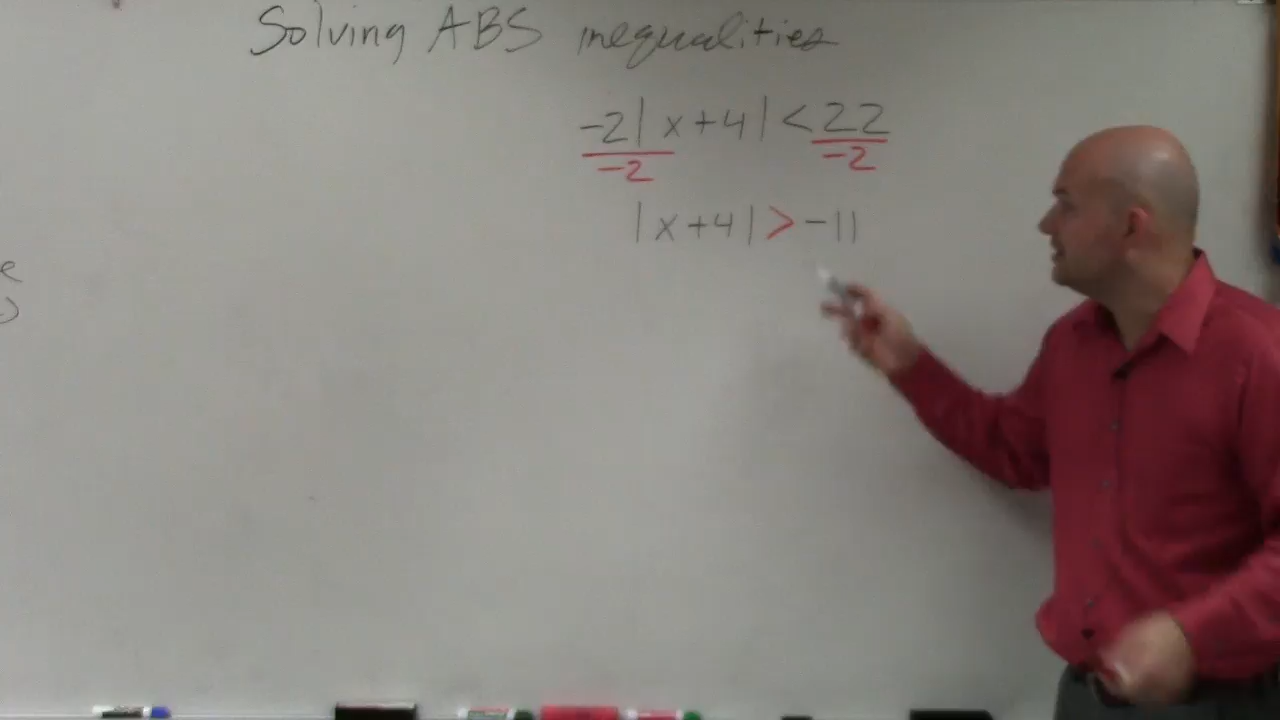 Solving ABS inequalities
-2|x+4|<22
-2 -2
|x+4|>-11
e